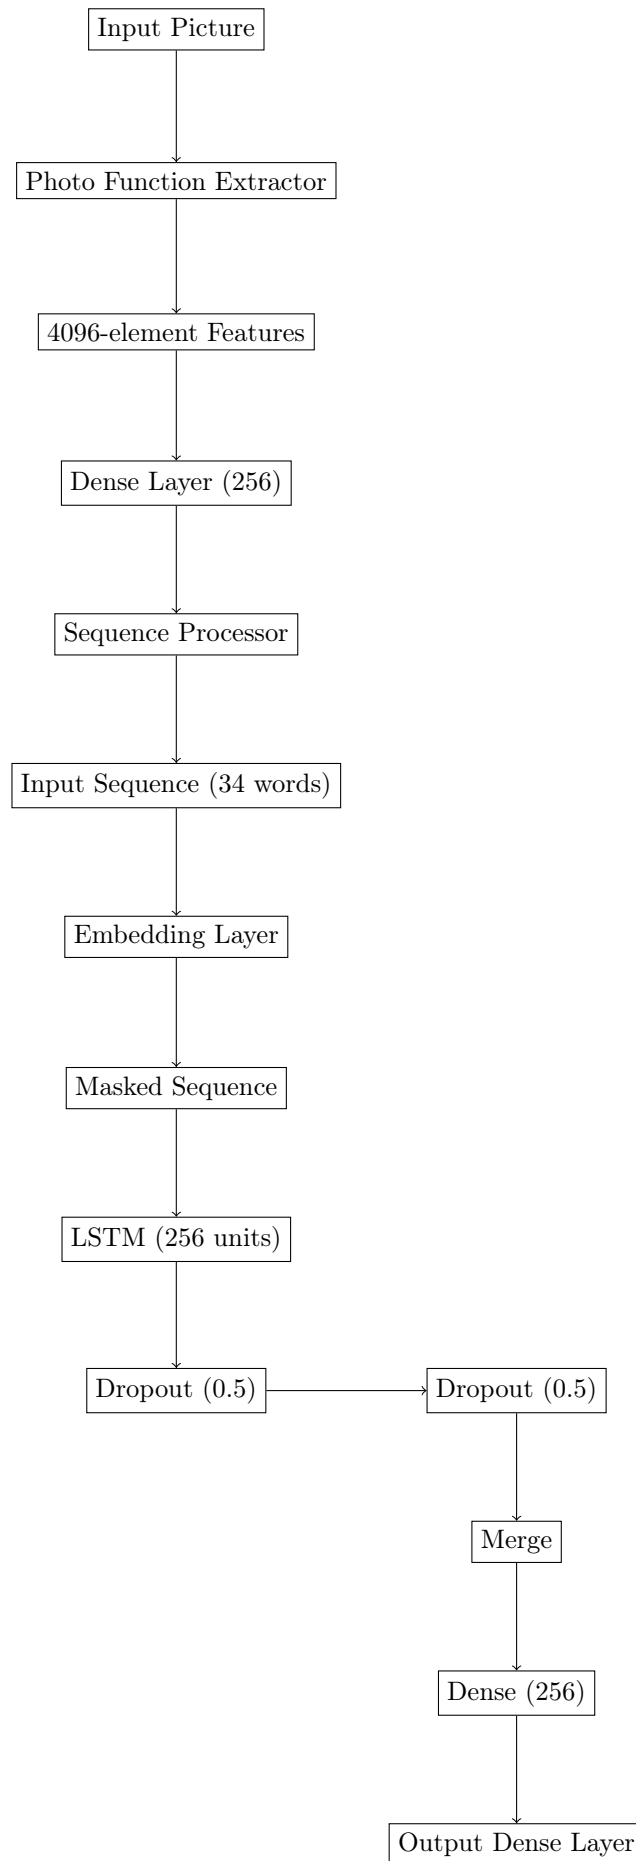 Input Picture
Photo Function Extractor
4096-element Features
Dense Layer (256)
Sequence Processor
Input Sequence (34 words)
Embedding Layer
Masked Sequence
LSTM (256 units)
Dropout (0.5)
Dropout (0.5)
Merge
Dense (256)
Output Dense Layer